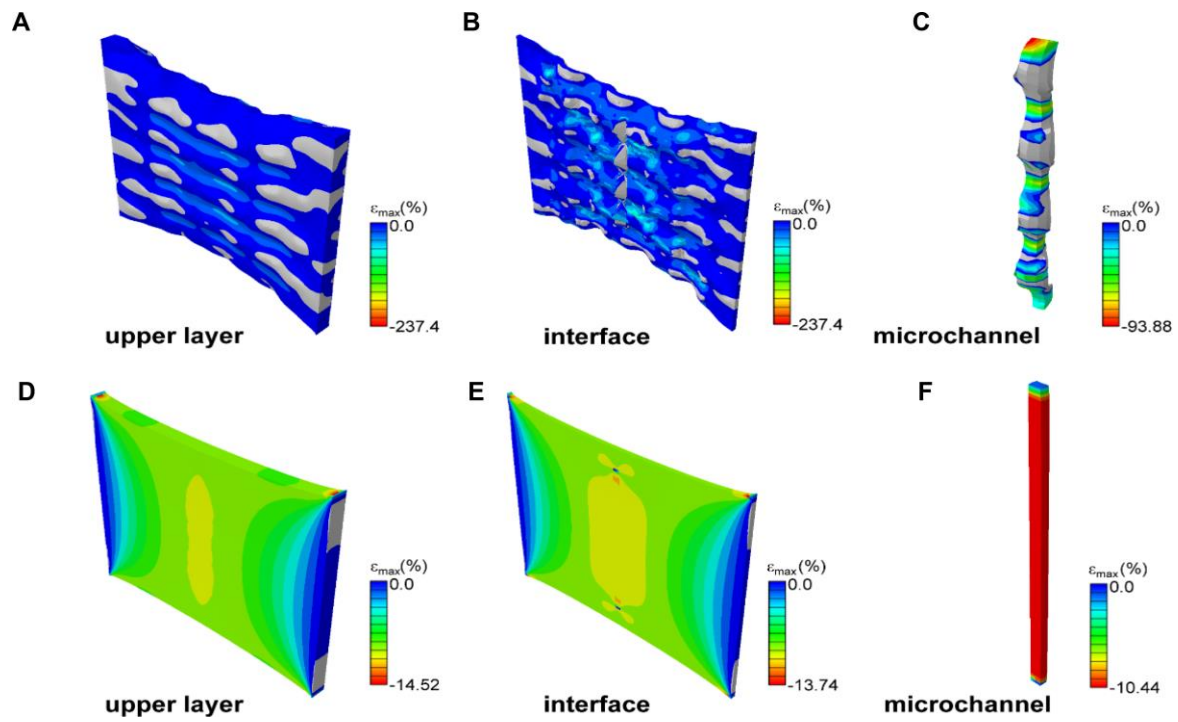 A
B
C
εmax(%)
0.0
-237.4
upper layer
εmax(%)
0.0
-237.4
interface
εmax(%)
0.0
-93.88
microchannel
D
E
F
εmax(%)
0.0
-14.52
upper layer
εmax(%)
0.0
-13.74
interface
εmax(%)
0.0
-10.44
microchannel